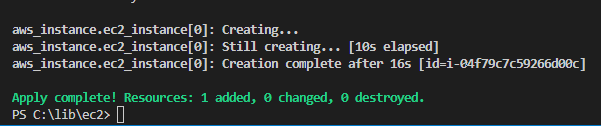 aws_instance.ec2_instance[0]: Creating...
aws_instance.ec2_instance[0]: Still creating... [10s elapsed]
aws_instance.ec2_instance[0]: Creation complete after 16s [id=i-04f79c7c59266d00c]
Apply complete! Resources: 1 added, 0 changed, 0 destroyed.
PS C:\lib\ec2>